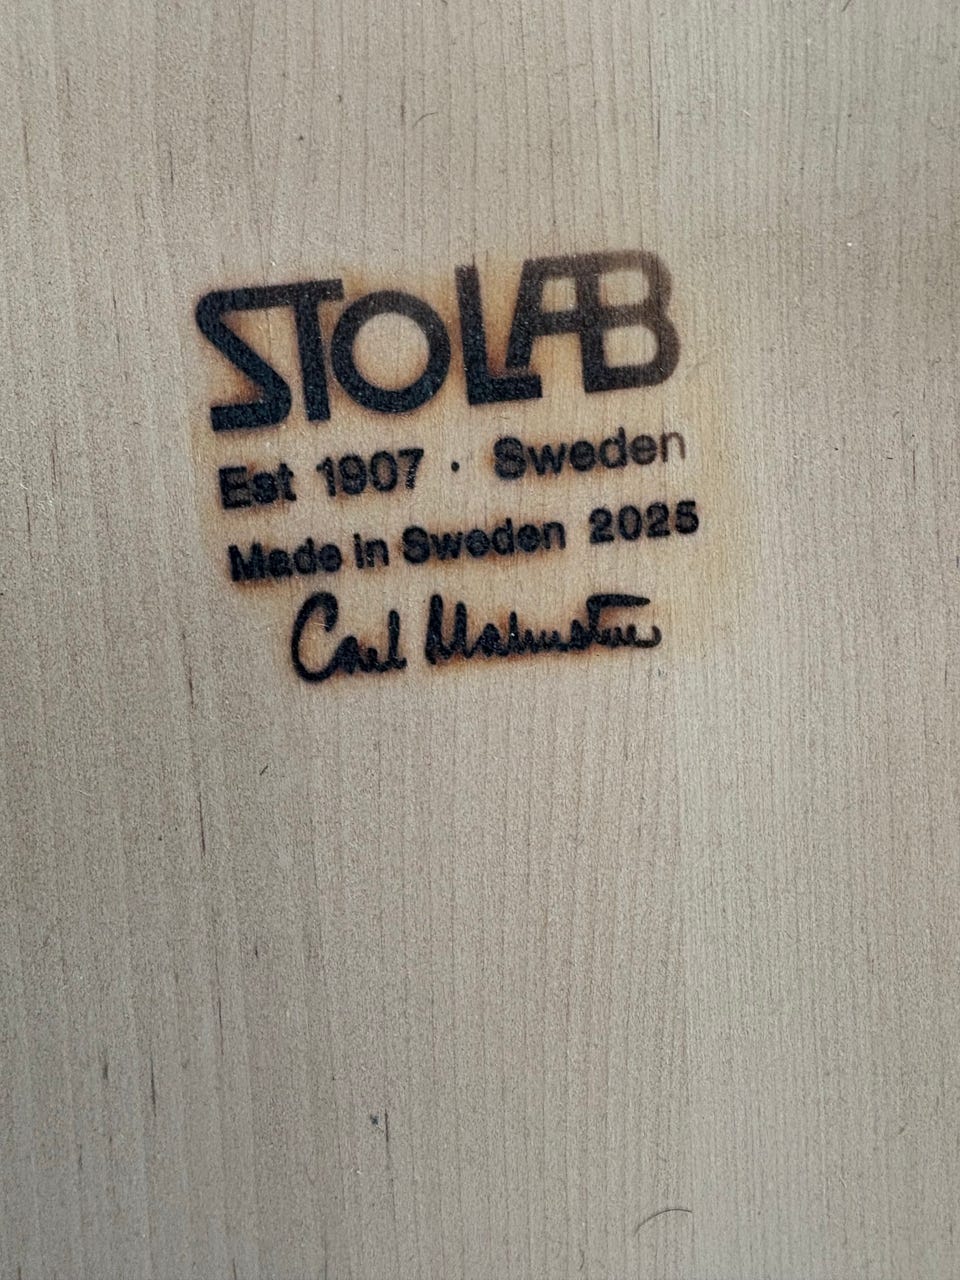 STOLAB
Est 1907 · Sweden
Made in Sweden 2025
Carl Malmsten